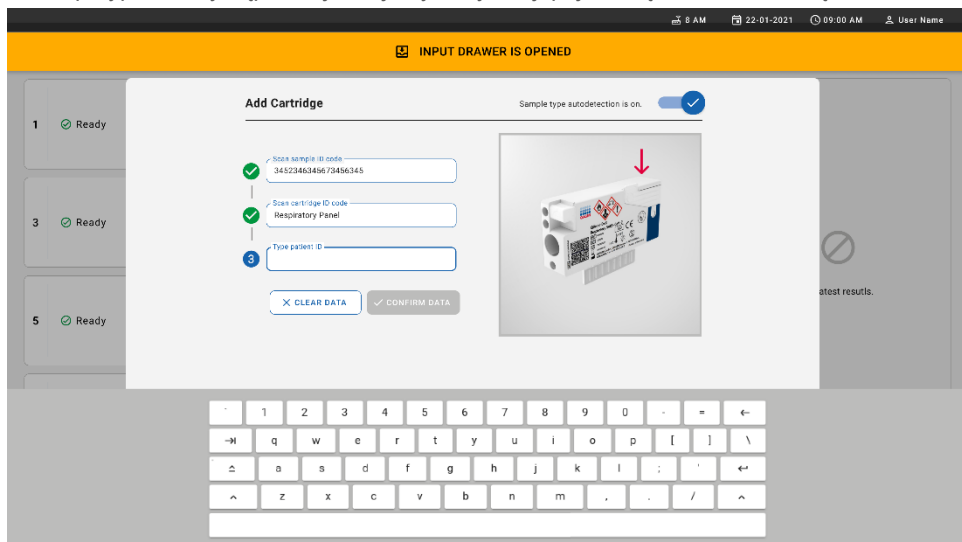 8 AM 22-01-2021 09:00 AM User Name
INPUT DRAWER IS OPENED
Add Cartridge
Sample type autodetection is on.
1 Ready
3 Ready
5 Ready
Scan sample ID code
34523463456734 56345
Scan cartridge ID code
Respiratory Panel
3
Type patient ID
CLEAR DATA
CONFIRM DATA
atest resutls.
` 1 2 3 4 5 6 7 8 9 0 - =
q w e r t y u i o p [ ] \
a s d f g h j k l ; '
z x c v b n m , . /